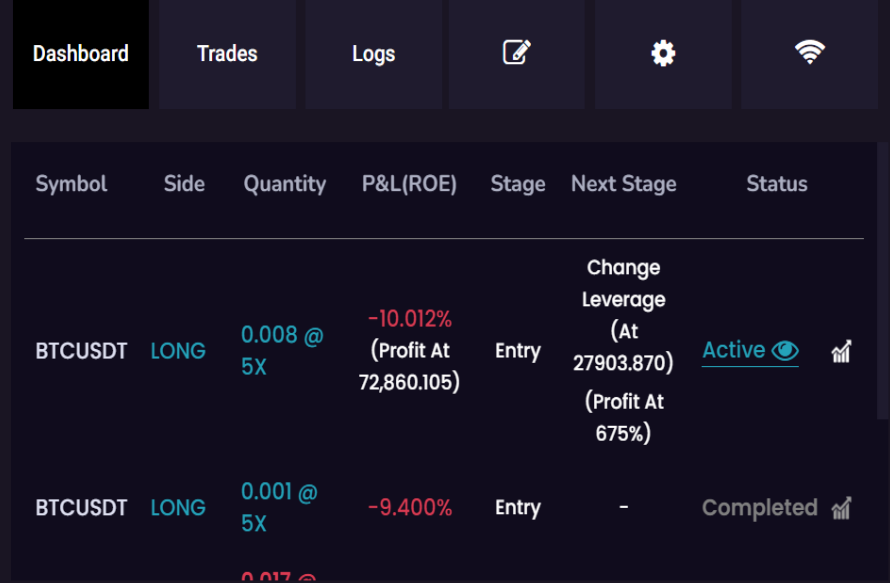 Dashboard Trades Logs
Symbol Side Quantity P&L(ROE) Stage Next Stage Status
BTCUSDT LONG 0.008 @ 5X -10.012% (Profit At 72,860.105) Entry Change Leverage (At 27903.870) (Profit At 675%) Active
BTCUSDT LONG 0.001 @ 5X -9.400% Entry - Completed
0.017 @